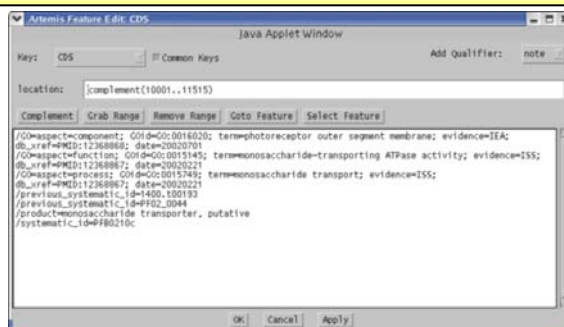 Artemis Feature Edit: CDS
Java Applet Window
Key: CDS Common Keys Add Qualifier: note
location: complement(10001..11515)
Complement Grab Range Remove Range Goto Feature Select Feature
/GO=aspect=component; GOid=GO:0016020; term=photoreceptor outer segment membrane; evidence=IEA;
db_xref=PMID:12368868; date=20020701
/GO=aspect=function; GOid=GO:0015145; term=monosaccharide-transporting ATPase activity; evidence=ISS;
db_xref=PMID:12368867; date=20020221
/GO=aspect=process; GOid=GO:0015749; term=monosaccharide transport; evidence=ISS;
db_xref=PMID:12368867; date=20020221
/previous_systematic_id=1400.t00193
/previous_systematic_id=PF02_0044
/product=monosaccharide transporter, putative
/systematic_id=PFB0210c
OK Cancel Apply